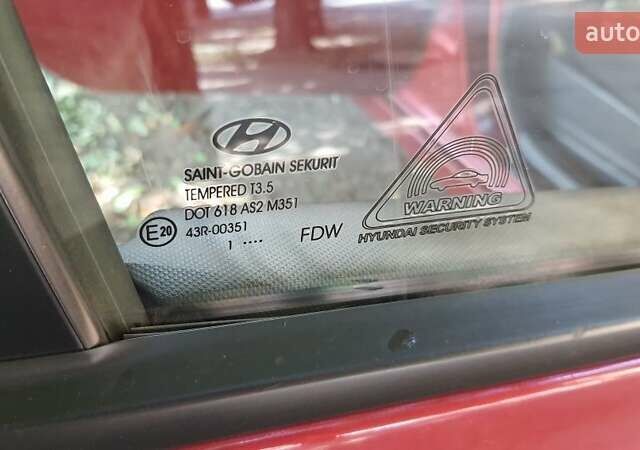 auto
SAINT-GOBAIN SEKURIT
TEMPERED T3.5
DOT 618 AS2 M351
E20 43R-00351
1 .... FDW
WARNING
HYUNDAI SECURITY SYSTEM